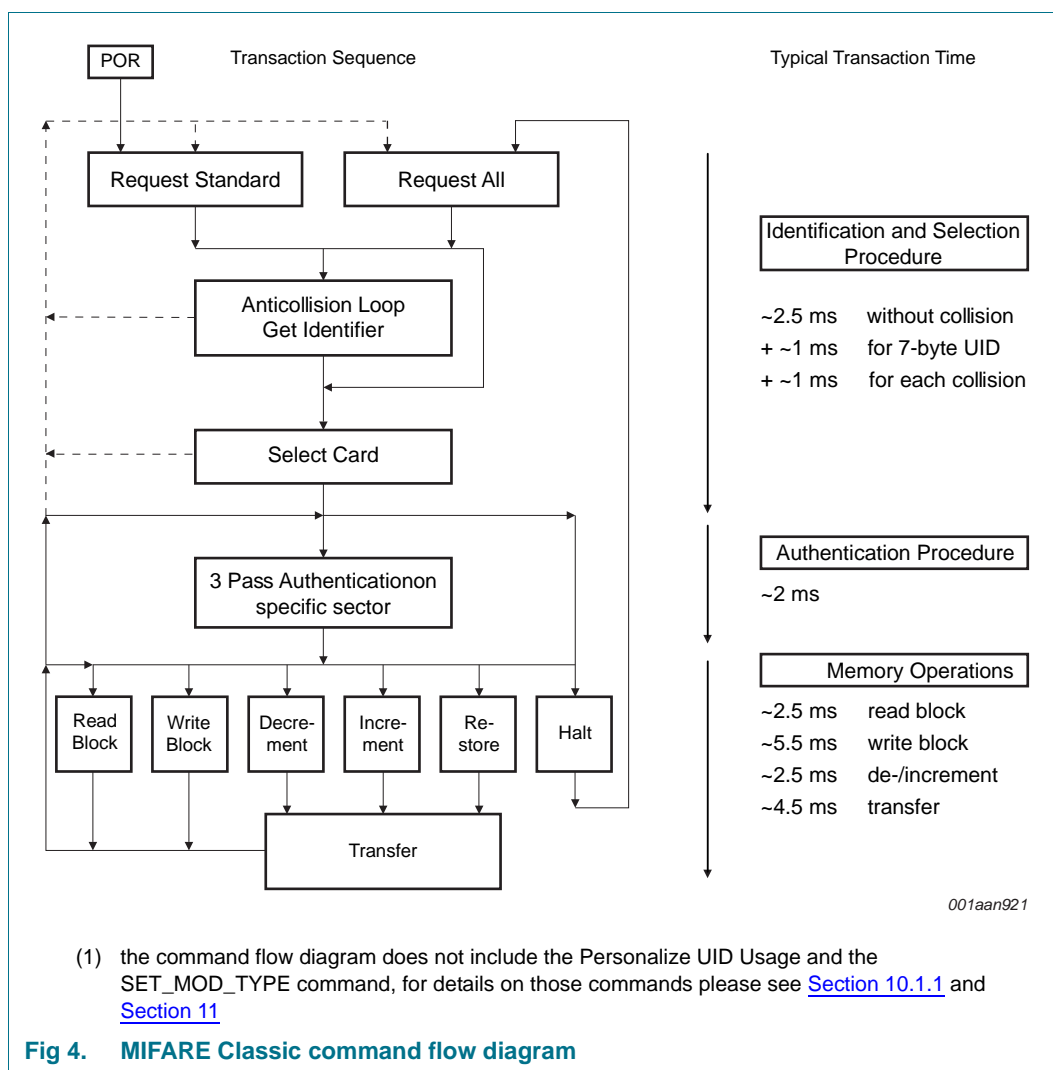 POR
Transaction Sequence
Typical Transaction Time
Request Standard
Request All
Identification and Selection
Procedure
Anticollision Loop
Get Identifier
~2.5 ms without collision
+ ~1 ms for 7-byte UID
+ ~1 ms for each collision
Select Card
Authentication Procedure
3 Pass Authenticationon
specific sector
~2 ms
Memory Operations
Read
Block
Write
Block
Decre-
ment
Incre-
ment
Re-
store
Halt
~2.5 ms read block
~5.5 ms write block
~2.5 ms de-/increment
~4.5 ms transfer
Transfer
001aan921
(1) the command flow diagram does not include the Personalize UID Usage and the
SET_MOD_TYPE command, for details on those commands please see Section 10.1.1 and
Section 11
Fig 4. MIFARE Classic command flow diagram